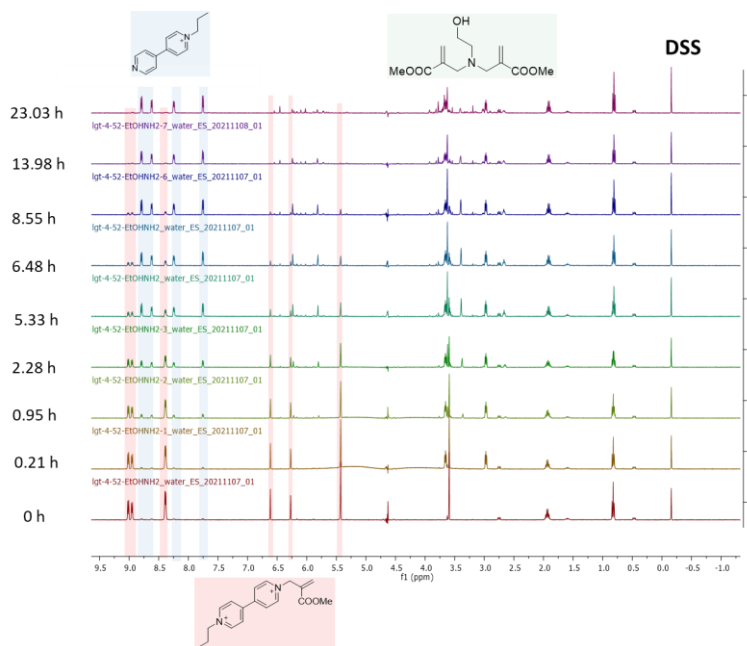 OH
N
N+
MeOOC
N
COOMe
DSS
23.03 h
lgt-4-52-EtOHNH2-7_water_ES_20211108_01
13.98 h
lgt-4-52-EtOHNH2-6_water_ES_20211107_01
8.55 h
lgt-4-52-EtOHNH2_water_ES_20211107_01
6.48 h
lgt-4-52-EtOHNH2_water_ES_20211107_01
5.33 h
lgt-4-52-EtOHNH2-3_water_ES_20211107_01
2.28 h
lgt-4-52-EtOHNH2-2_water_ES_20211107_01
0.95 h
lgt-4-52-EtOHNH2-1_water_ES_20211107_01
0.21 h
lgt-4-52-EtOHNH2_water_ES_20211107_01
0 h
9.5 9.0 8.5 8.0 7.5 7.0 6.5 6.0 5.5 5.0 4.5 4.0 3.5 3.0 2.5 2.0 1.5 1.0 0.5 0.0 -0.5 -1.0
f1 (ppm)
N+
COOMe
N+